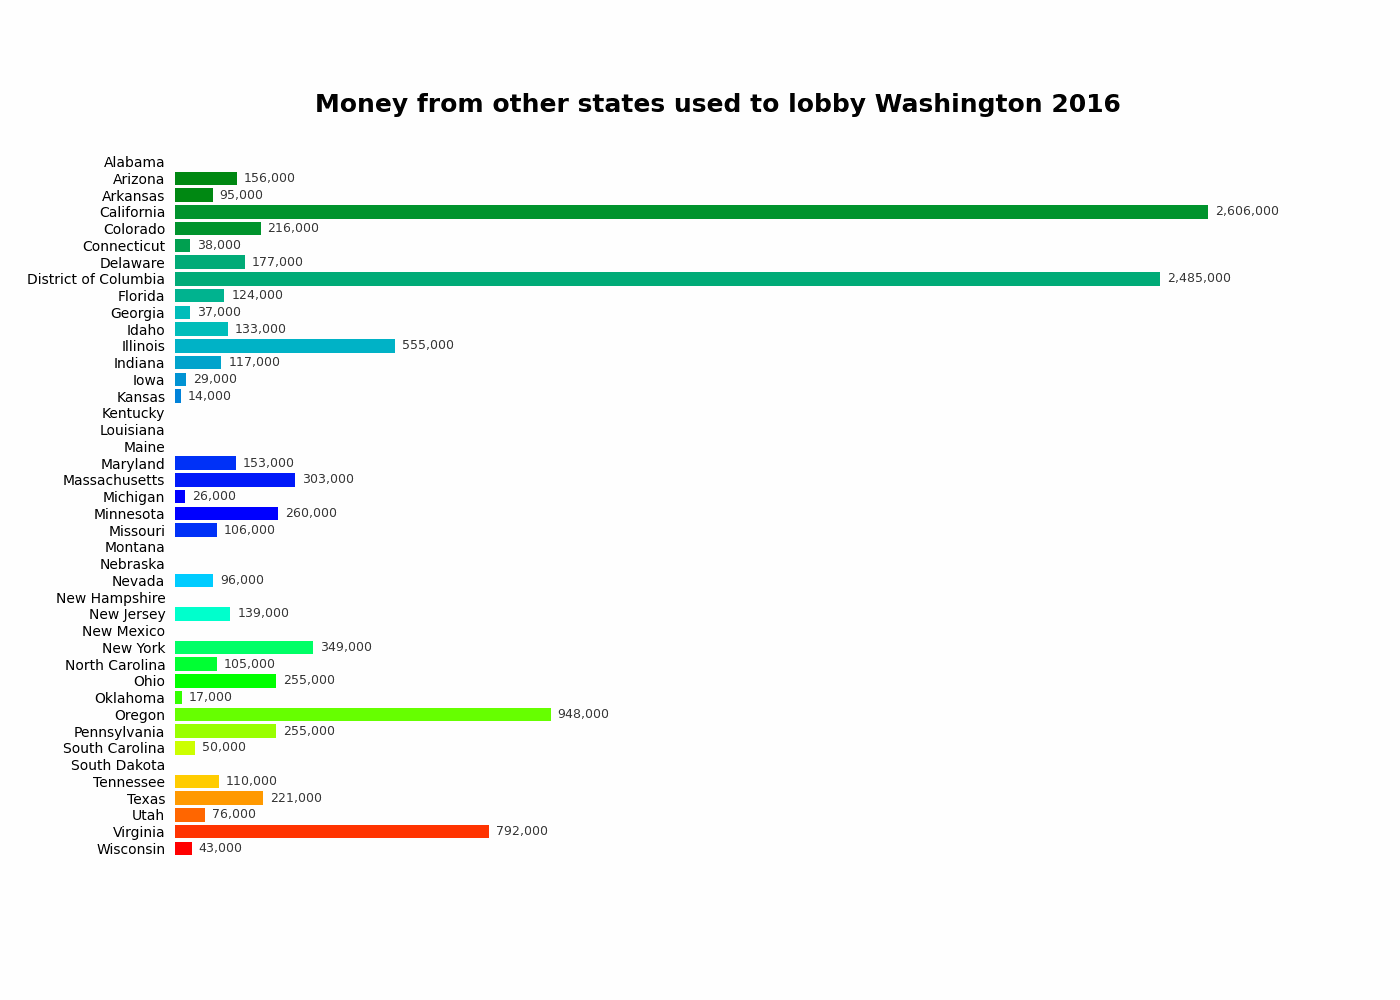 Money from other states used to lobby Washington 2016
Alabama
Arizona 156,000
Arkansas 95,000
California 2,606,000
Colorado 216,000
Connecticut 38,000
Delaware 177,000
District of Columbia 2,485,000
Florida 124,000
Georgia 37,000
Idaho 133,000
Illinois 555,000
Indiana 117,000
Iowa 29,000
Kansas 14,000
Kentucky
Louisiana
Maine
Maryland 153,000
Massachusetts 303,000
Michigan 26,000
Minnesota 260,000
Missouri 106,000
Montana
Nebraska
Nevada 96,000
New Hampshire
New Jersey 139,000
New Mexico
New York 349,000
North Carolina 105,000
Ohio 255,000
Oklahoma 17,000
Oregon 948,000
Pennsylvania 255,000
South Carolina 50,000
South Dakota
Tennessee 110,000
Texas 221,000
Utah 76,000
Virginia 792,000
Wisconsin 43,000